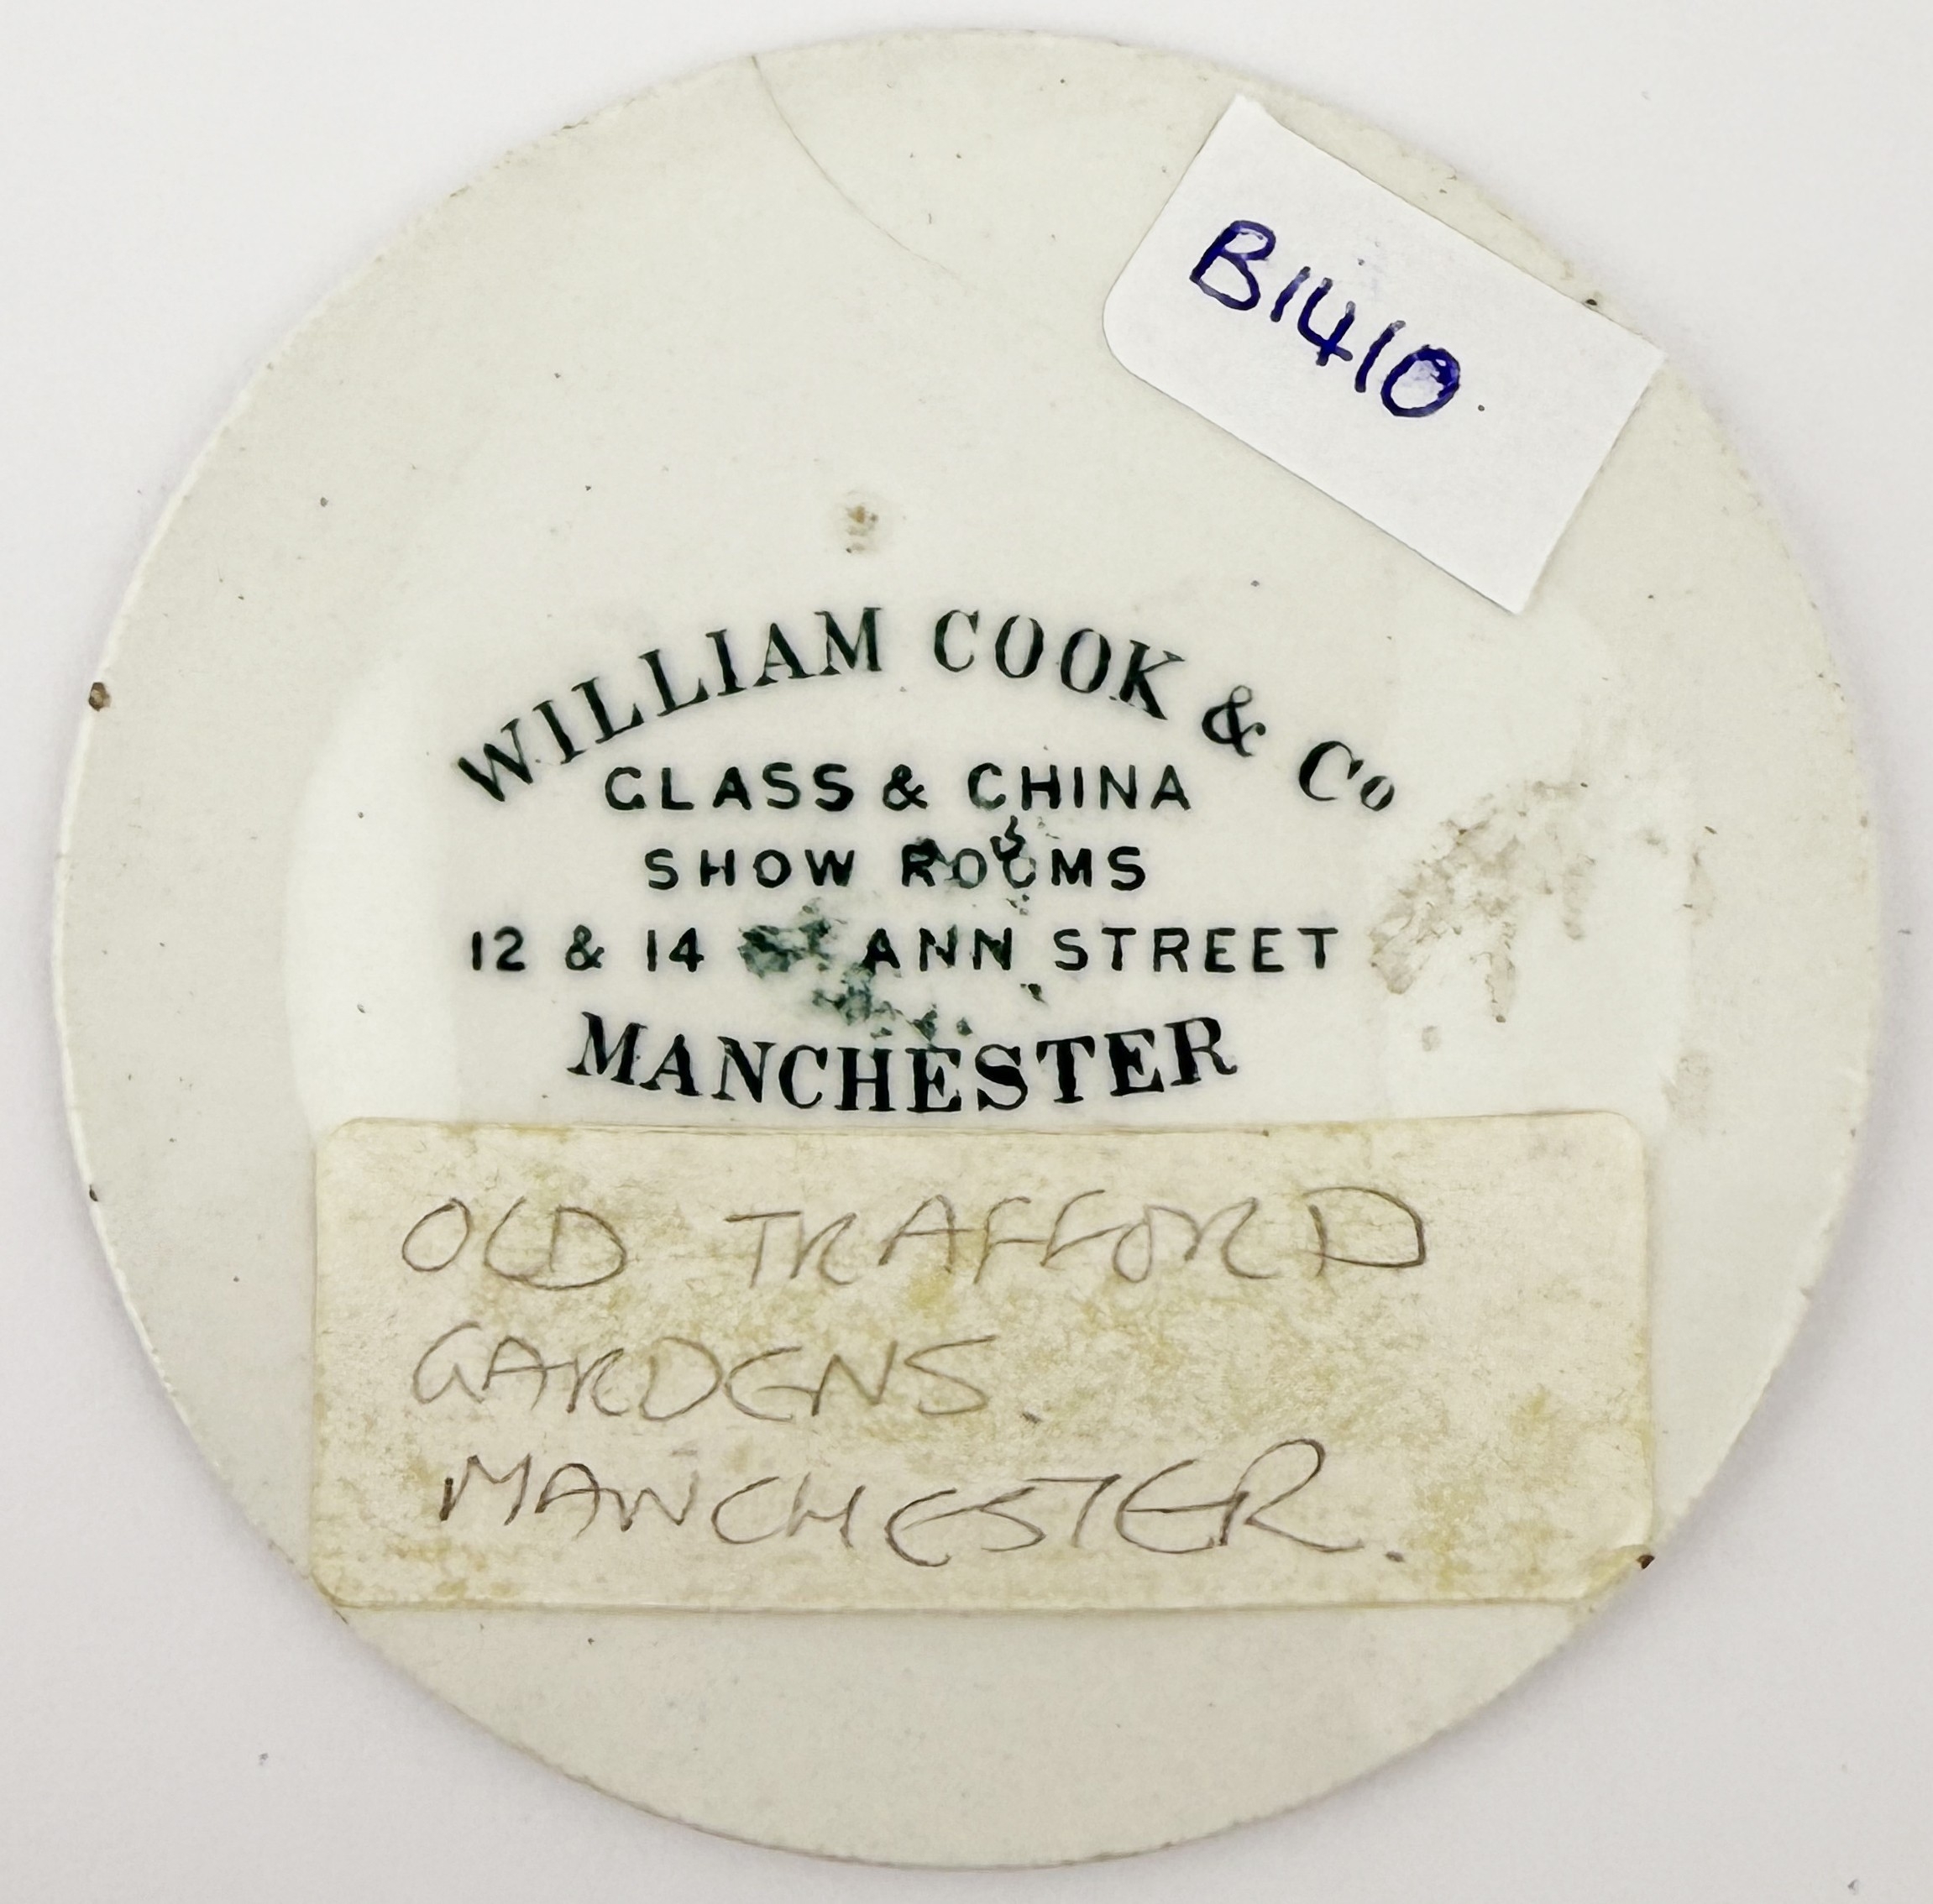 B1410
WILLIAM COOK & Co
GLASS & CHINA
SHOW ROOMS
12 & 14 ANN STREET
MANCHESTER
OLD TRAFFORD
GARDENS.
MANCHESTER.